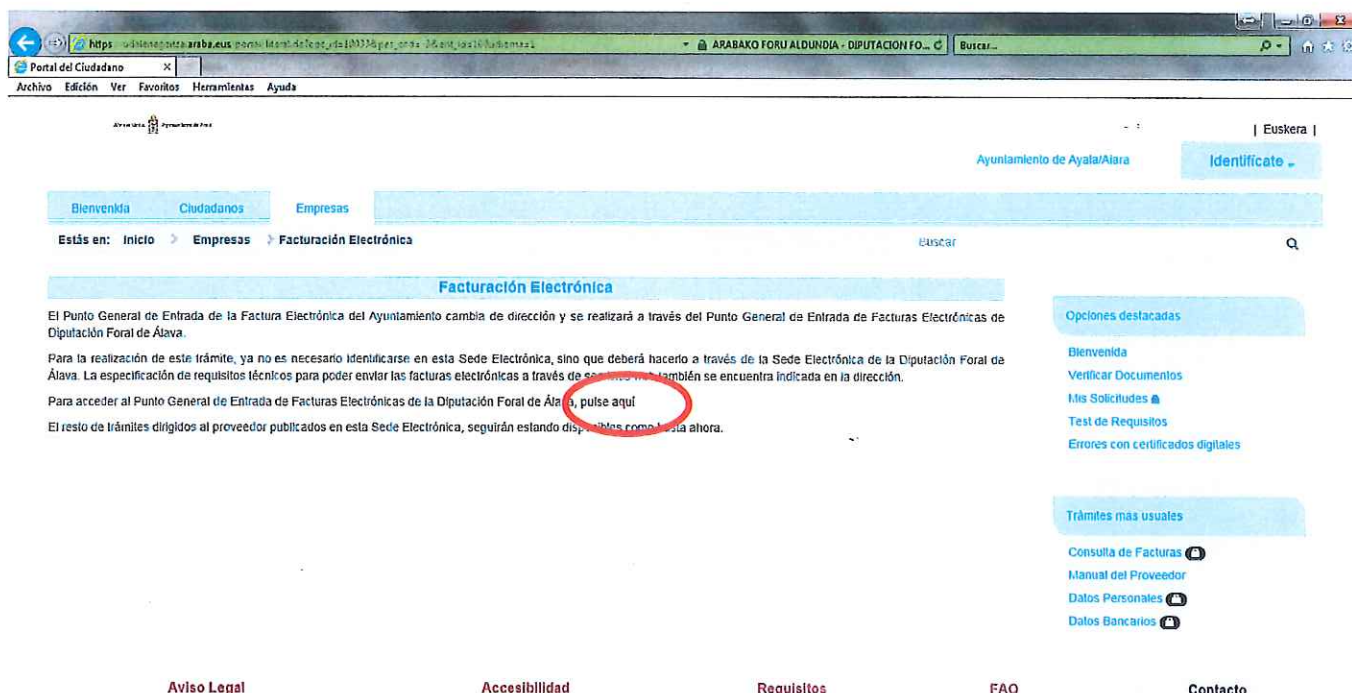 araba.eus
ARABAKO FORU ALDUNDIA - DIPUTACION FO...
Buscar...
Portal del Ciudadano
Archivo Edición Ver Favoritos Herramientas Ayuda
| Euskera |
Ayuntamiento de Ayala/Aiara
Identifícate
Bienvenida Ciudadanos Empresas
Estás en: Inicio > Empresas > Facturación Electrónica
Buscar
Facturación Electrónica
El Punto General de Entrada de la Factura Electrónica del Ayuntamiento cambia de dirección y se realizará a través del Punto General de Entrada de Facturas Electrónicas de
Diputación Foral de Álava.
Para la realización de este trámite, ya no es necesario identificarse en esta Sede Electrónica, sino que deberá hacerlo a través de la Sede Electrónica de la Diputación Foral de
Álava. La especificación de requisitos técnicos para poder enviar las facturas electrónicas a través de también se encuentra indicada en la dirección.
Para acceder al Punto General de Entrada de Facturas Electrónicas de la Diputación Foral de Álava, pulse aquí
El resto de trámites dirigidos al proveedor publicados en esta Sede Electrónica, seguirán estando disponibles como hasta ahora.
Opciones destacadas
Bienvenida
Verificar Documentos
Mis Solicitudes
Test de Requisitos
Errores con certificados digitales
Trámites más usuales
Consulta de Facturas
Manual del Proveedor
Datos Personales
Datos Bancarios
Aviso Legal Accesibilidad Requisitos FAQ Contacto